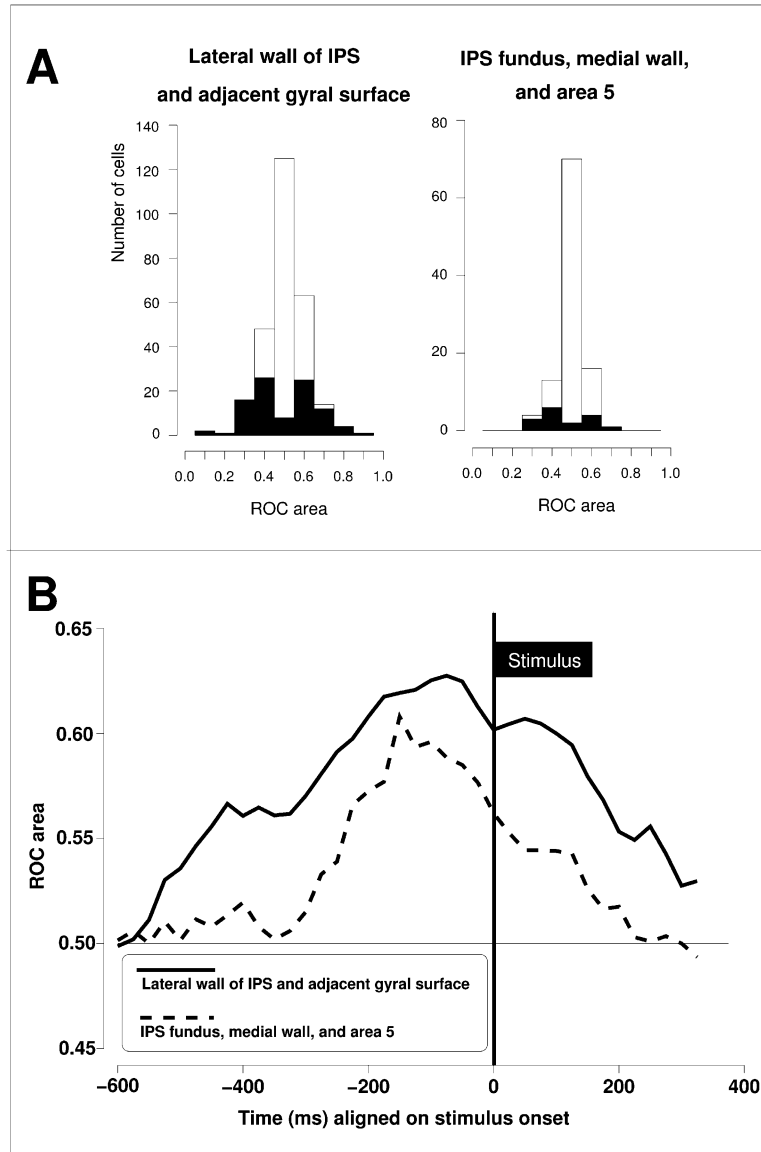 A
Lateral wall of IPS
and adjacent gyral surface
IPS fundus, medial wall,
and area 5
Number of cells
140
120
100
80
60
40
20
0
0.0 0.2 0.4 0.6 0.8 1.0
ROC area
80
60
40
20
0
0.0 0.2 0.4 0.6 0.8 1.0
ROC area
B
ROC area
0.65
0.60
0.55
0.50
0.45
Stimulus
Lateral wall of IPS and adjacent gyral surface
IPS fundus, medial wall, and area 5
−600 −400 −200 0 200 400
Time (ms) aligned on stimulus onset